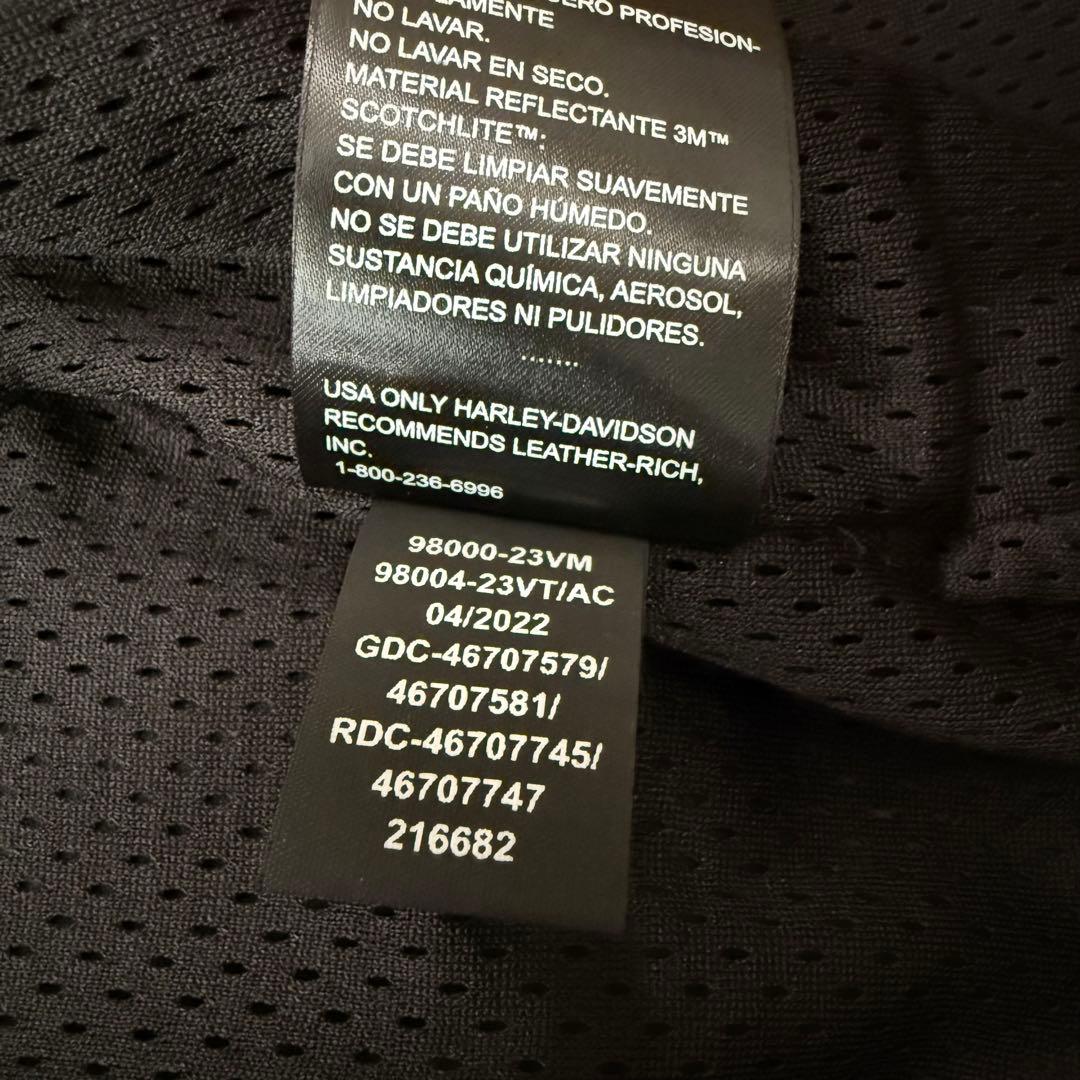 PROFESION-
NO LAVAR.
NO LAVAR EN SECO.
MATERIAL REFLECTANTE 3M™
SCOTCHLITE™:
SE DEBE LIMPIAR SUAVEMENTE
CON UN PAÑO HÚMEDO.
NO SE DEBE UTILIZAR NINGUNA
SUSTANCIA QUÍMICA, AEROSOL,
LIMPIADORES NI PULIDORES.
........
USA ONLY HARLEY-DAVIDSON
RECOMMENDS LEATHER-RICH,
INC.
1-800-236-6996
98000-23VM
98004-23VT/AC
04/2022
GDC-46707579/
46707581/
RDC-46707745/
46707747
216682